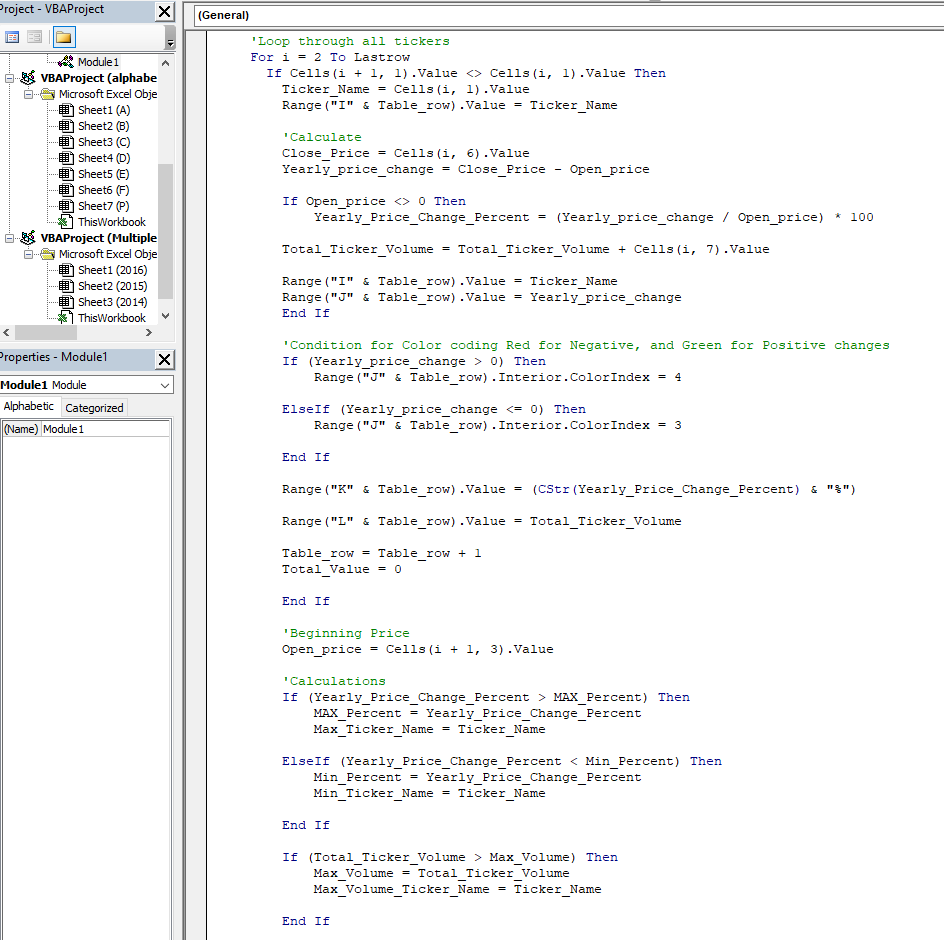 Project - VBAProject
Module1
VBAProject (alphabe
Microsoft Excel Obje
Sheet1 (A)
Sheet2 (B)
Sheet3 (C)
Sheet4 (D)
Sheet5 (E)
Sheet6 (F)
Sheet7 (P)
ThisWorkbook
VBAProject (Multiple
Microsoft Excel Obje
Sheet1 (2016)
Sheet2 (2015)
Sheet3 (2014)
ThisWorkbook
Properties - Module1
Module1 Module
Alphabetic Categorized
(Name) Module1
(General)
'Loop through all tickers
For i = 2 To Lastrow
If Cells(i + 1, 1).Value <> Cells(i, 1).Value Then
Ticker_Name = Cells(i, 1).Value
Range("I" & Table_row).Value = Ticker_Name
'Calculate
Close_Price = Cells(i, 6).Value
Yearly_price_change = Close_Price - Open_price
If Open_price <> 0 Then
Yearly_Price_Change_Percent = (Yearly_price_change / Open_price) * 100
Total_Ticker_Volume = Total_Ticker_Volume + Cells(i, 7).Value
Range("I" & Table_row).Value = Ticker_Name
Range("J" & Table_row).Value = Yearly_price_change
End If
'Condition for Color coding Red for Negative, and Green for Positive changes
If (Yearly_price_change > 0) Then
Range("J" & Table_row).Interior.ColorIndex = 4
ElseIf (Yearly_price_change <= 0) Then
Range("J" & Table_row).Interior.ColorIndex = 3
End If
Range("K" & Table_row).Value = (CStr(Yearly_Price_Change_Percent) & "%")
Range("L" & Table_row).Value = Total_Ticker_Volume
Table_row = Table_row + 1
Total_Value = 0
End If
'Beginning Price
Open_price = Cells(i + 1, 3).Value
'Calculations
If (Yearly_Price_Change_Percent > MAX_Percent) Then
MAX_Percent = Yearly_Price_Change_Percent
Max_Ticker_Name = Ticker_Name
ElseIf (Yearly_Price_Change_Percent < Min_Percent) Then
Min_Percent = Yearly_Price_Change_Percent
Min_Ticker_Name = Ticker_Name
End If
If (Total_Ticker_Volume > Max_Volume) Then
Max_Volume = Total_Ticker_Volume
Max_Volume_Ticker_Name = Ticker_Name
End If